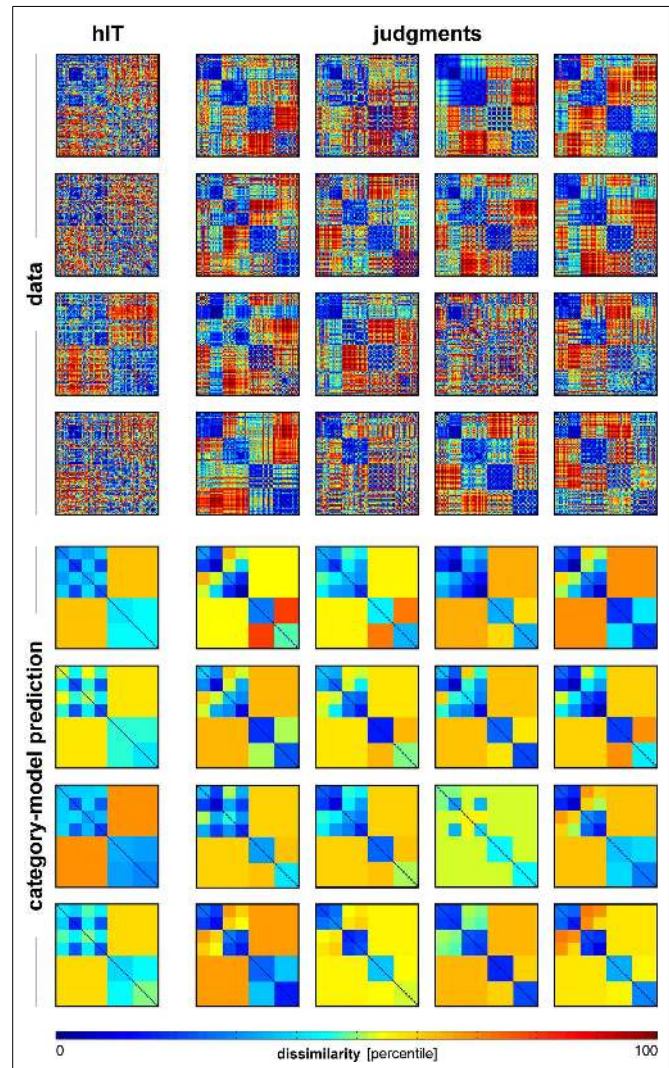 hIT judgments
data
category-model prediction
0 100
dissimilarity [percentile]